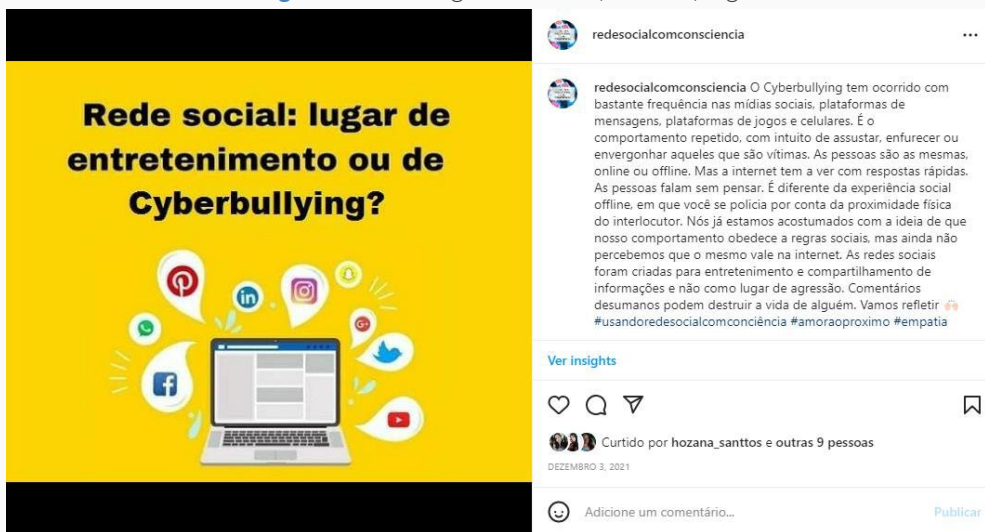 Rede social: lugar de
entretenimento ou de
Cyberbullying?
in
G+
f
redesocialcomconsciencia
redesocialcomconsciencia O Cyberbullying tem ocorrido com
bastante frequência nas mídias sociais, plataformas de
mensagens, plataformas de jogos e celulares. É o
comportamento repetido, com intuito de assustar, enfurecer ou
envergonhar aqueles que são vítimas. As pessoas são as mesmas,
online ou offline. Mas a internet tem a ver com respostas rápidas.
As pessoas falam sem pensar. É diferente da experiência social
offline, em que você se policia por conta da proximidade física
do interlocutor. Nós já estamos acostumados com a ideia de que
nosso comportamento obedece a regras sociais, mas ainda não
percebemos que o mesmo vale na internet. As redes sociais
foram criadas para entretenimento e compartilhamento de
informações e não como lugar de agressão. Comentários
desumanos podem destruir a vida de alguém. Vamos refletir
#usandoredesocialcomconciência #amoraoproximo #empatia
Ver insights
Curtido por hozana_santtos e outras 9 pessoas
DEZEMBRO 3, 2021
Adicione um comentário...
Publicar